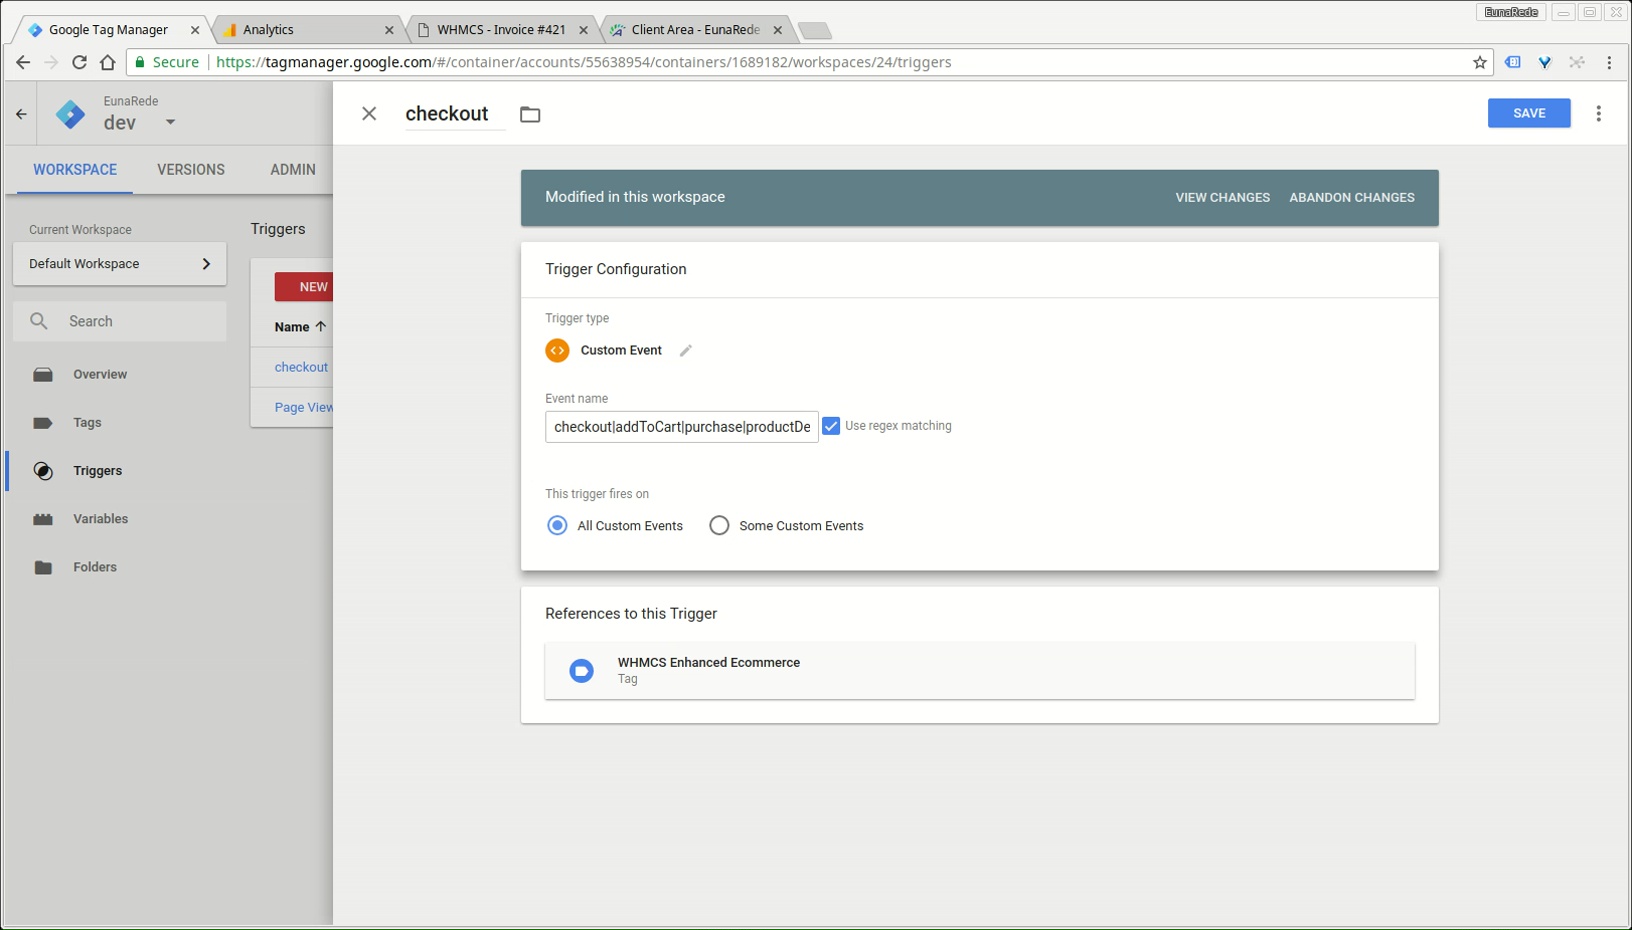 EunaRede
Google Tag Manager
Analytics
WHMCS - Invoice #421
Client Area - EunaRede
Secure
https://tagmanager.google.com/#/container/accounts/55638954/containers/1689182/workspaces/24/triggers
EunaRede
dev
checkout
SAVE
WORKSPACE VERSIONS ADMIN
Modified in this workspace
VIEW CHANGES ABANDON CHANGES
Current Workspace
Default Workspace
Search
Overview
Tags
Triggers
Variables
Folders
Triggers
NEW
Name
checkout
Page View
Trigger Configuration
Trigger type
Custom Event
Event name
checkout|addToCart|purchase|productDe
Use regex matching
This trigger fires on
All Custom Events
Some Custom Events
References to this Trigger
WHMCS Enhanced Ecommerce
Tag